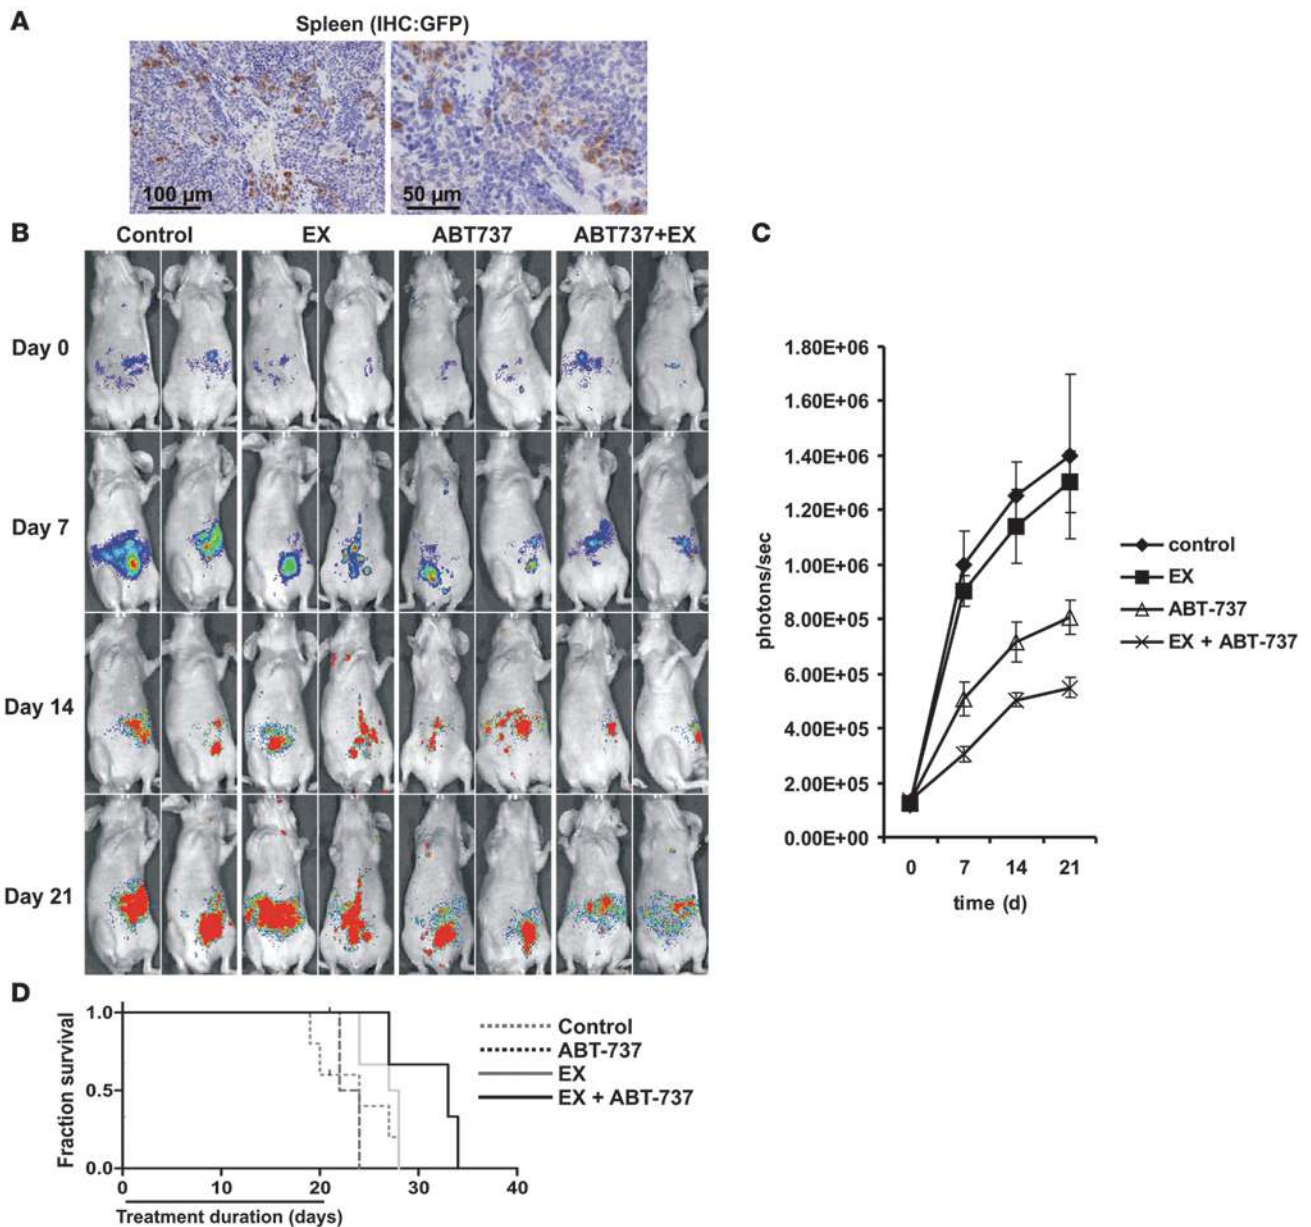 A
Spleen (IHC:GFP)
100 µm
50 µm
B
Control EX ABT737 ABT737+EX
Day 0
Day 7
Day 14
Day 21
C
1.80E+06
1.60E+06
1.40E+06
1.20E+06
1.00E+06
8.00E+05
6.00E+05
4.00E+05
2.00E+05
0.00E+00
photons/sec
0 7 14 21
time (d)
control
EX
ABT-737
EX + ABT-737
D
Fraction survival
1.0
0.5
0.0
0 10 20 30 40
Treatment duration (days)
Control
ABT-737
EX
EX + ABT-737